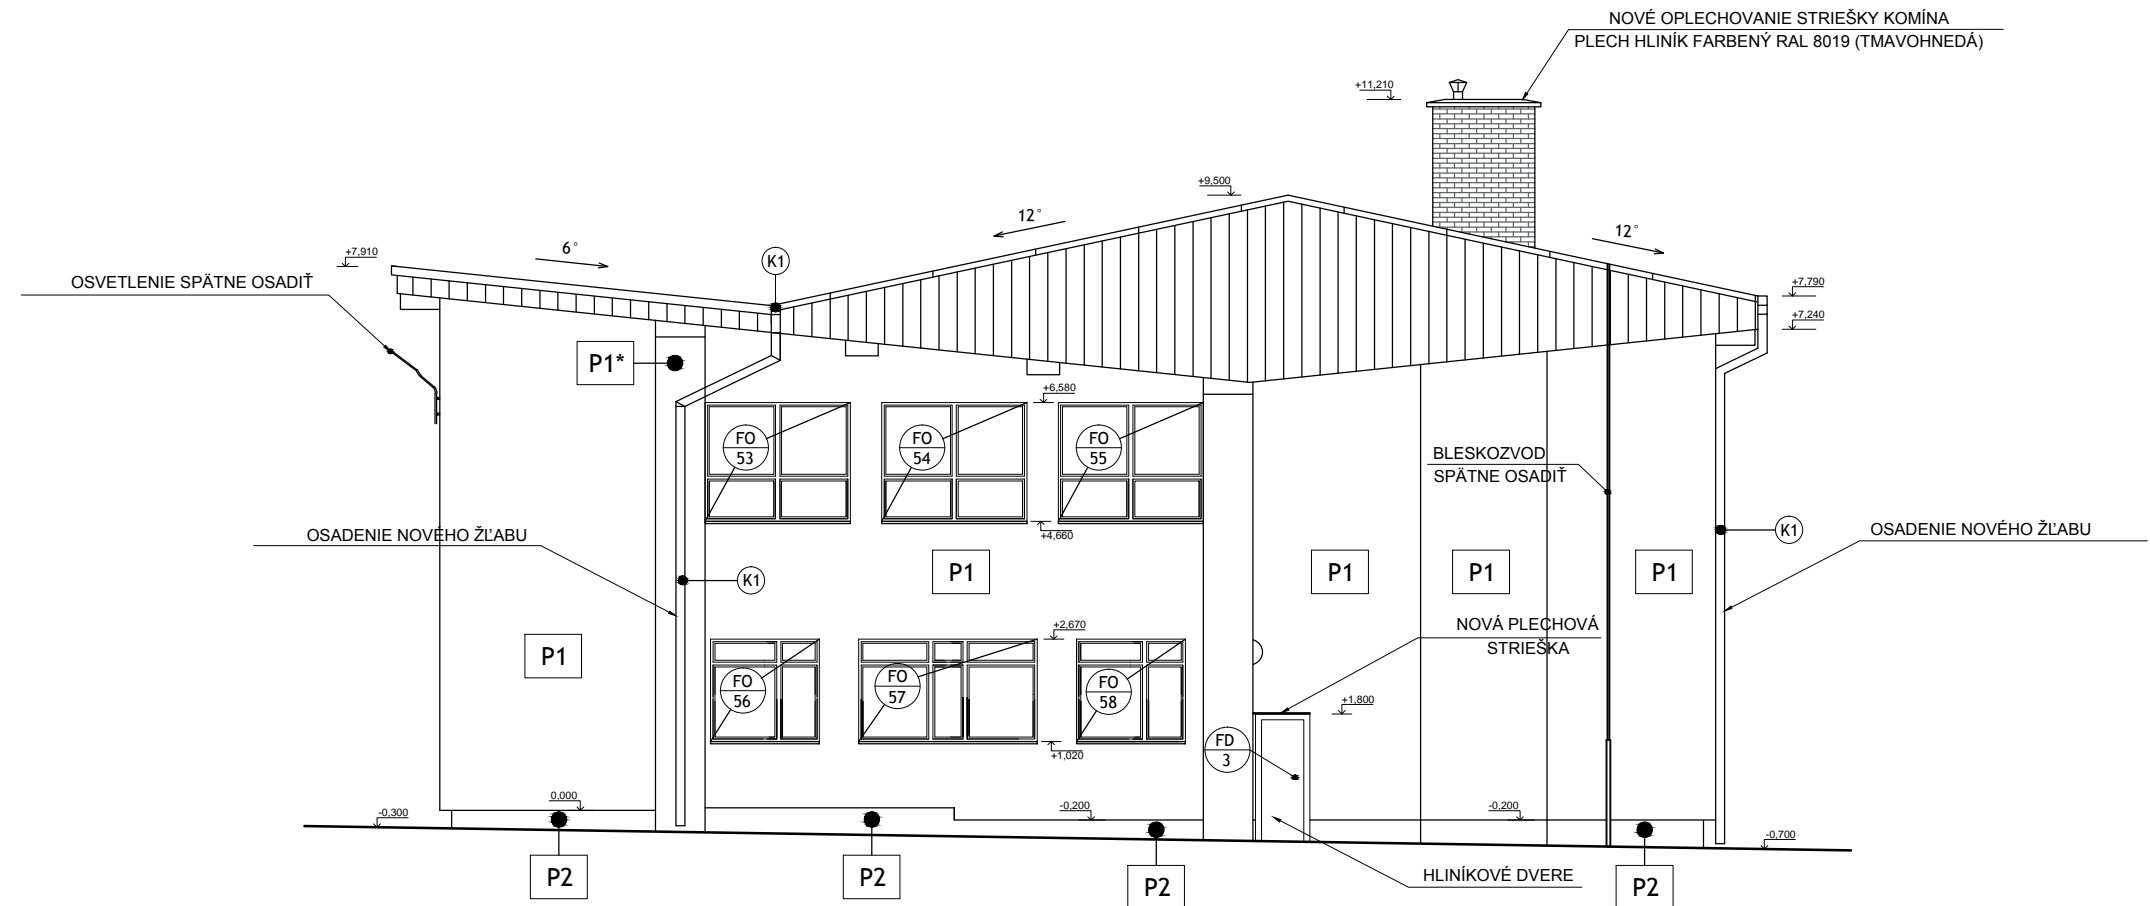 NOVÉ OPLECHOVANIE STRIEŠKY KOMÍNA
PLECH HLINÍK FARBENÝ RAL 8019 (TMAVOHNEDÁ)
+11,210
+9,500
12°
12°
6°
+7,910
K1
OSVETLENIE SPÄTNE OSADIŤ
+7,790
+7,240
P1*
+6,580
FO
53
FO
54
FO
55
BLESKOZVOD
SPÄTNE OSADIŤ
OSADENIE NOVÉHO ŽĽABU
+4,660
K1
OSADENIE NOVÉHO ŽĽABU
K1
P1
P1
P1
P1
+2,670
NOVÁ PLECHOVÁ
STRIEŠKA
P1
FO
56
FO
57
FO
58
+1,800
FD
3
+1,020
0,000
-0,300
-0,200
-0,200
-0,700
P2
P2
P2
P2
HLINÍKOVÉ DVERE